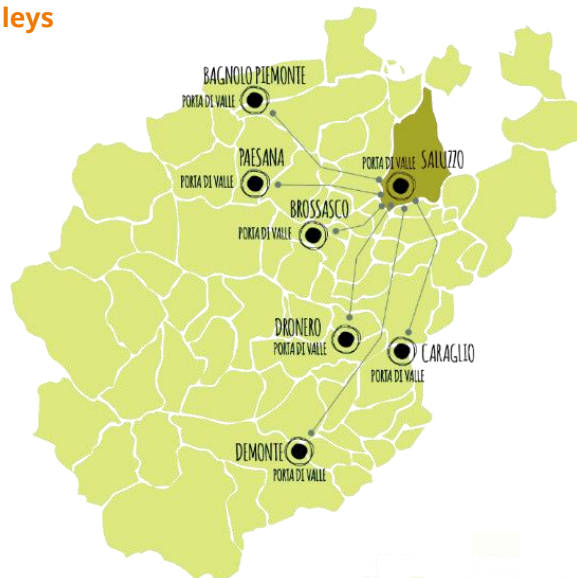 leys
BAGNOLO PIEMONTE
PORTA DI VALLE
PAESANA
PORTA DI VALLE
PORTA DI VALLE SALUZZO
BROSSASCO
PORTA DI VALLE
DRONERO
PORTA DI VALLE
CARAGLIO
PORTA DI VALLE
DEMONTE
PORTA DI VALLE